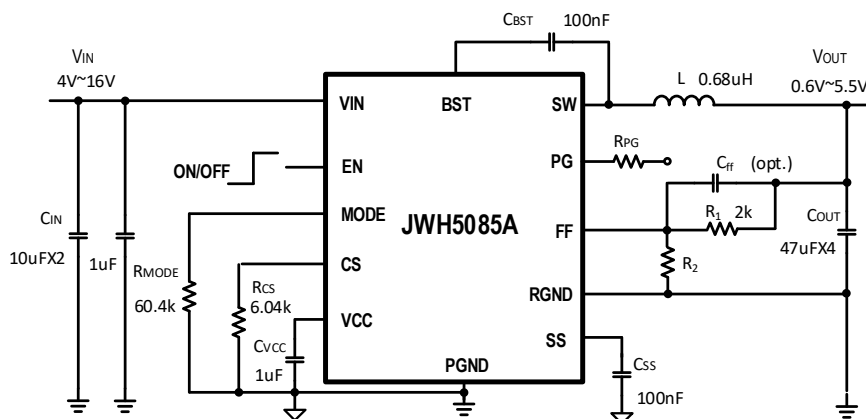 CBST 100nF
VIN
4V~16V
VOUT
0.6V~5.5V
L 0.68uH
VIN
BST
SW
RPG
PG
ON/OFF
EN
Cff (opt.)
MODE
JWH5085A
FF
R1 2k
COUT
47uFX4
CIN
10uFX2
1uF
RMODE
60.4k
CS
RCS
6.04k
R2
RGND
VCC
CVCC
1uF
SS
PGND
CSS
100nF